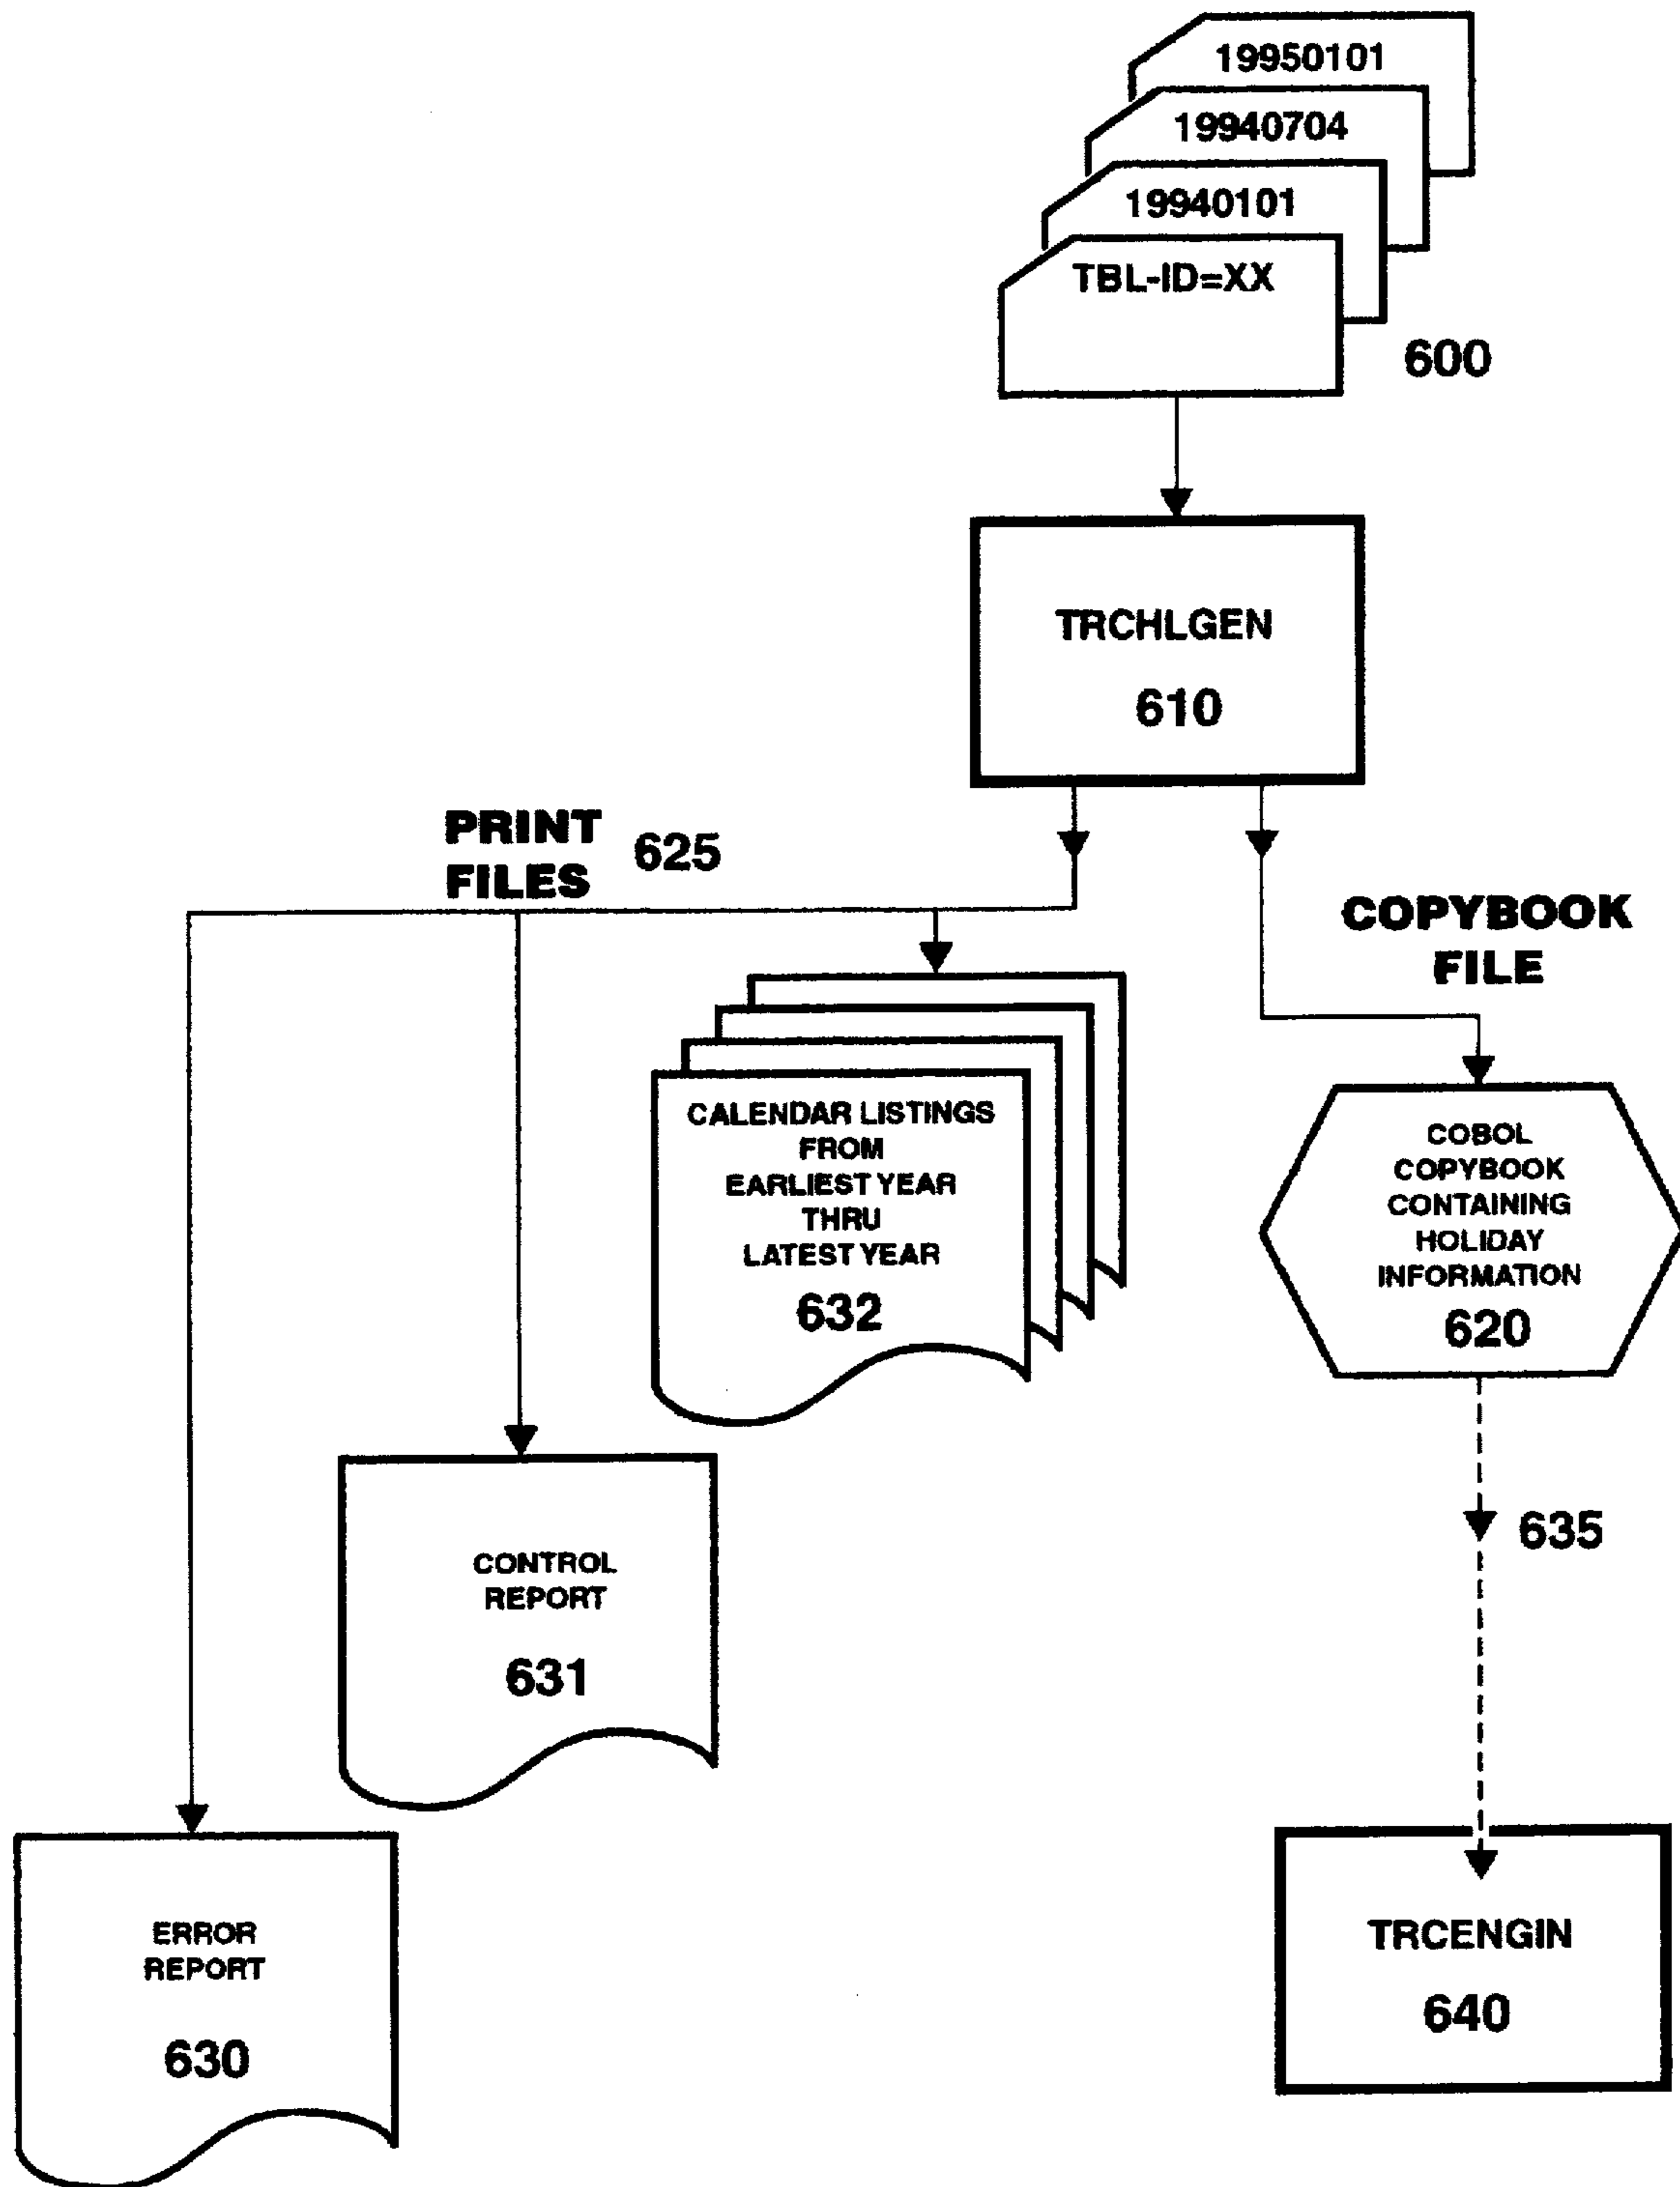 19950101
19940704
19940101
TBL-ID=XX
600
TRCHLGEN
610
PRINT
FILES
625
COPYBOOK
FILE
CALENDAR LISTINGS
FROM
EARLIEST YEAR
THRU
LATEST YEAR
632
COBOL
COPYBOOK
CONTAINING
HOLIDAY
INFORMATION
620
635
CONTROL
REPORT
631
ERROR
REPORT
630
TRCENGIN
640